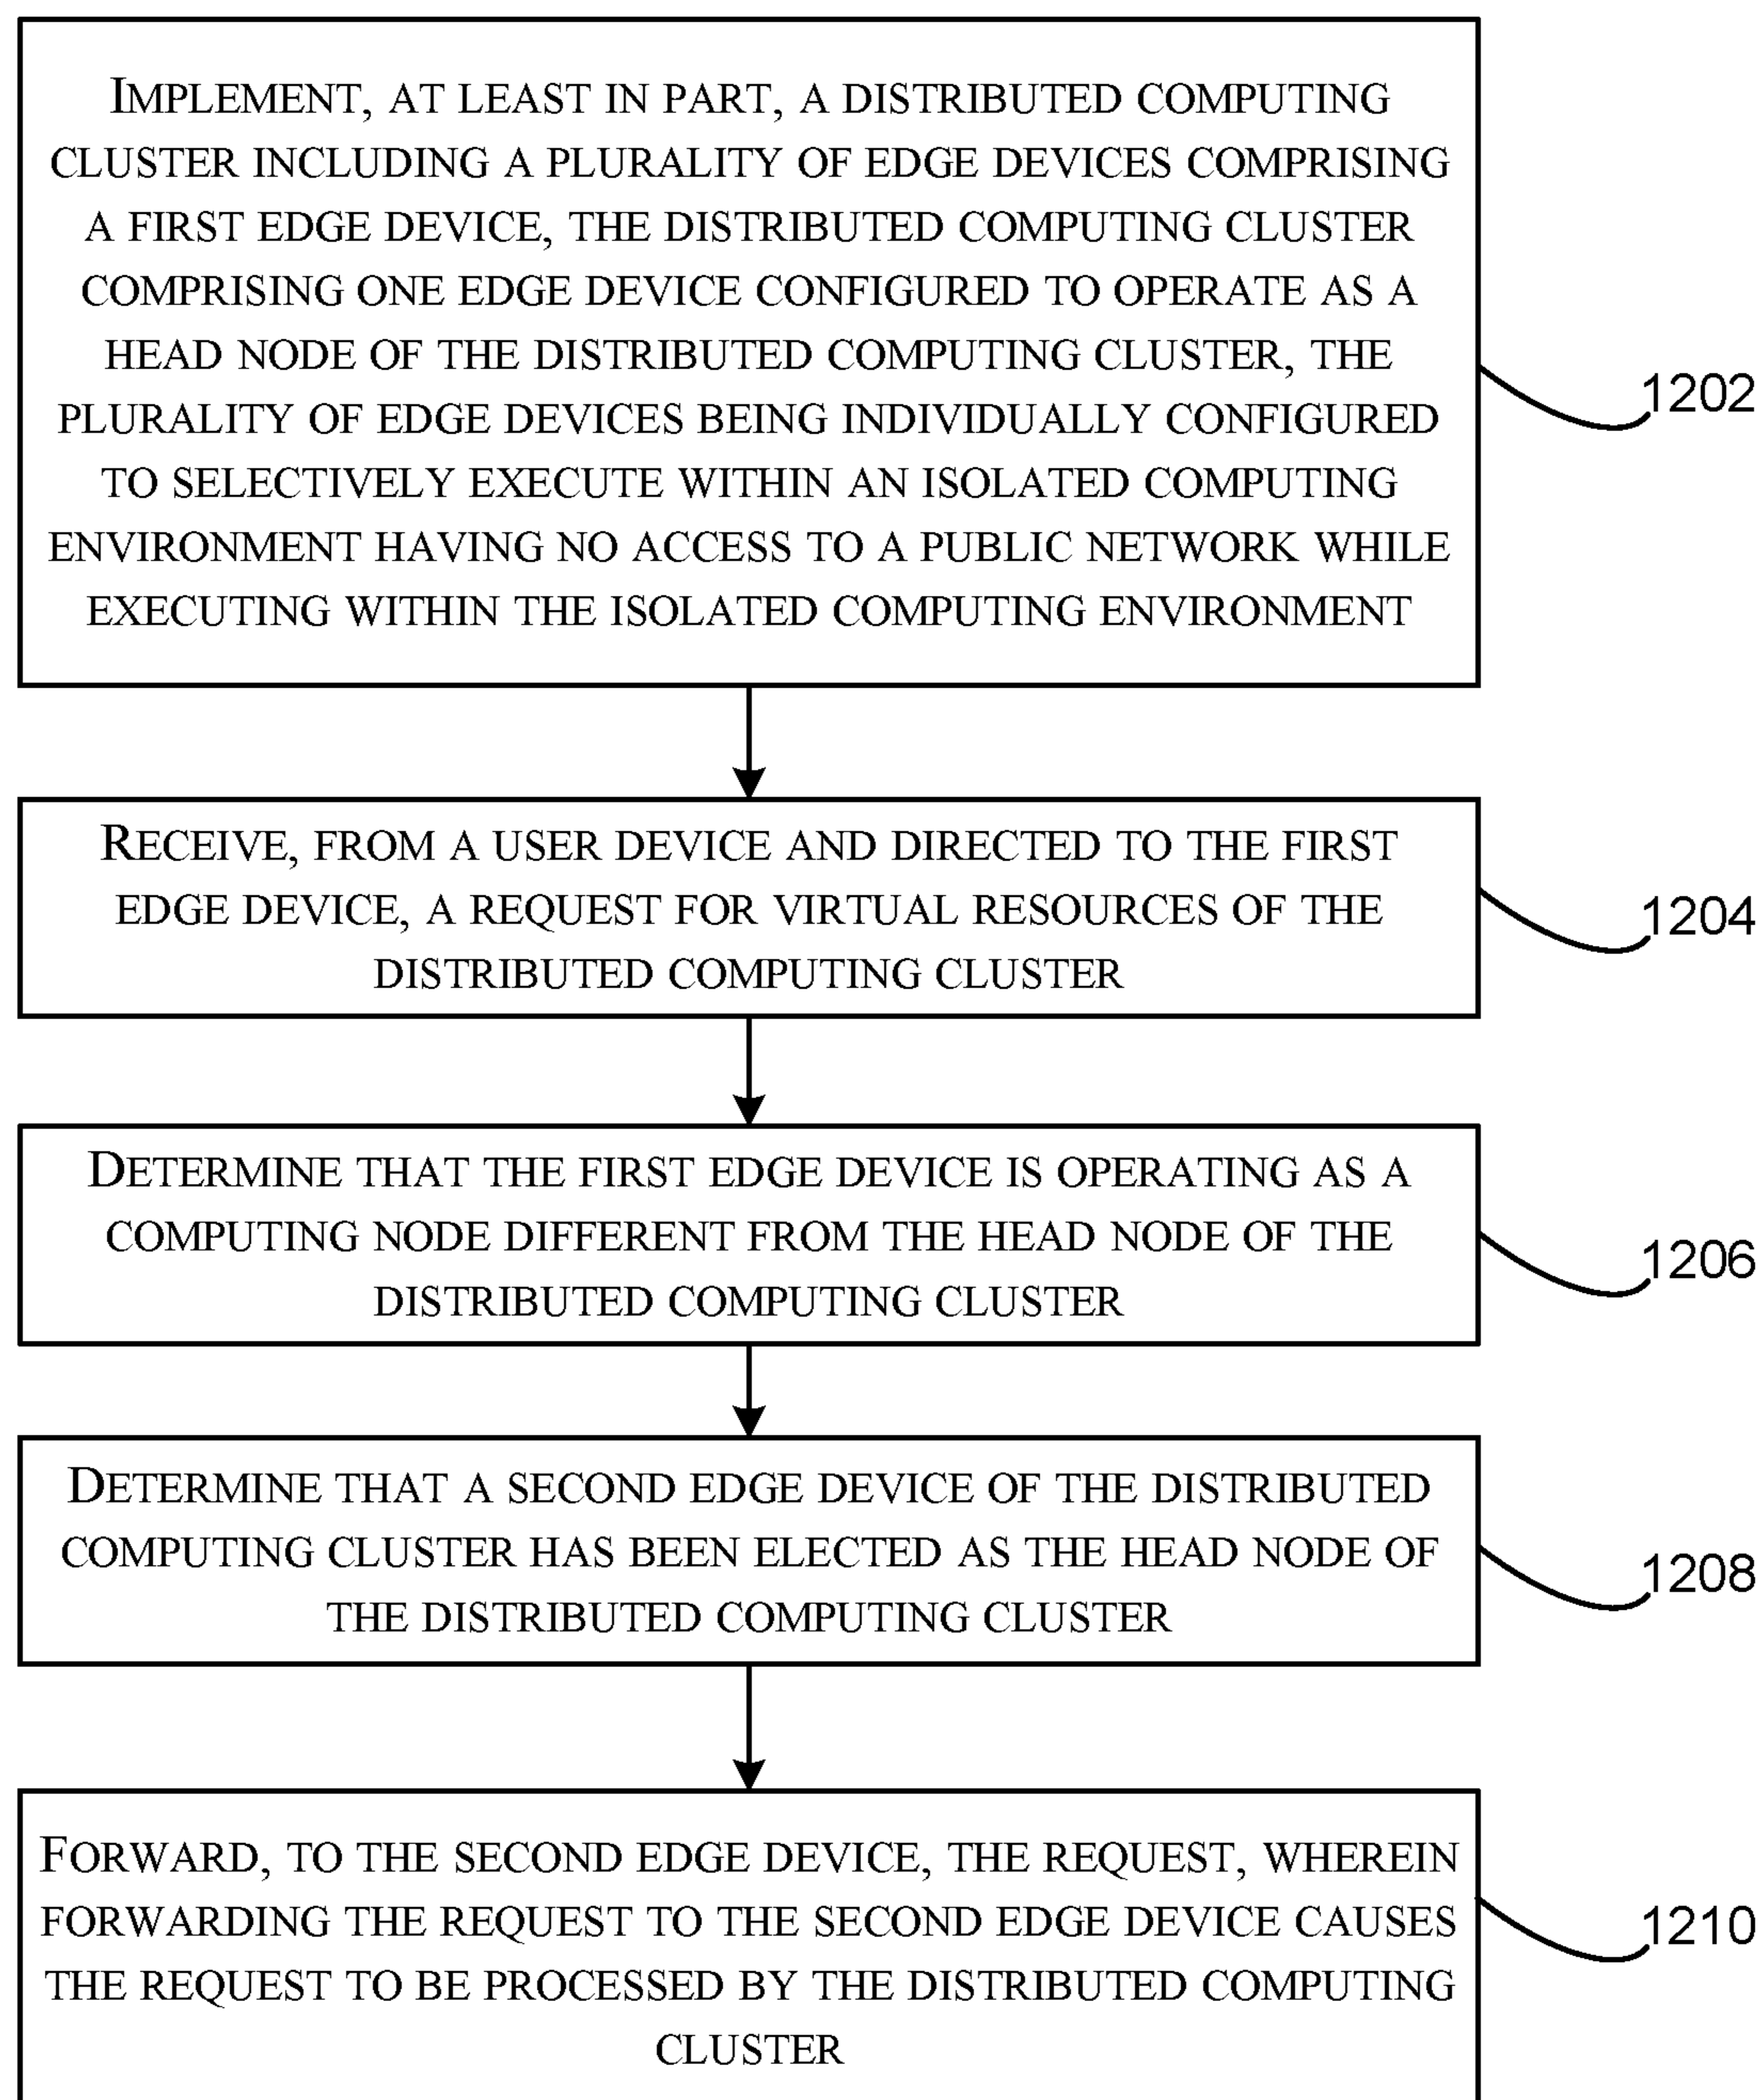 IMPLEMENT, AT LEAST IN PART, A DISTRIBUTED COMPUTING
CLUSTER INCLUDING A PLURALITY OF EDGE DEVICES COMPRISING
A FIRST EDGE DEVICE, THE DISTRIBUTED COMPUTING CLUSTER
COMPRISING ONE EDGE DEVICE CONFIGURED TO OPERATE AS A
HEAD NODE OF THE DISTRIBUTED COMPUTING CLUSTER, THE
PLURALITY OF EDGE DEVICES BEING INDIVIDUALLY CONFIGURED
TO SELECTIVELY EXECUTE WITHIN AN ISOLATED COMPUTING
ENVIRONMENT HAVING NO ACCESS TO A PUBLIC NETWORK WHILE
EXECUTING WITHIN THE ISOLATED COMPUTING ENVIRONMENT
1202
RECEIVE, FROM A USER DEVICE AND DIRECTED TO THE FIRST
EDGE DEVICE, A REQUEST FOR VIRTUAL RESOURCES OF THE
DISTRIBUTED COMPUTING CLUSTER
1204
DETERMINE THAT THE FIRST EDGE DEVICE IS OPERATING AS A
COMPUTING NODE DIFFERENT FROM THE HEAD NODE OF THE
DISTRIBUTED COMPUTING CLUSTER
1206
DETERMINE THAT A SECOND EDGE DEVICE OF THE DISTRIBUTED
COMPUTING CLUSTER HAS BEEN ELECTED AS THE HEAD NODE OF
THE DISTRIBUTED COMPUTING CLUSTER
1208
FORWARD, TO THE SECOND EDGE DEVICE, THE REQUEST, WHEREIN
FORWARDING THE REQUEST TO THE SECOND EDGE DEVICE CAUSES
THE REQUEST TO BE PROCESSED BY THE DISTRIBUTED COMPUTING
CLUSTER
1210